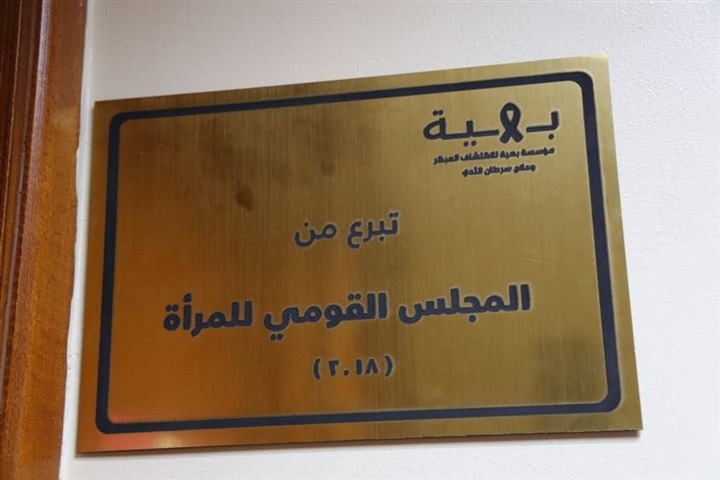 بهية
مؤسسة بهية للاكتشاف المبكر
وعلاج سرطان الثدي
تبرع من
المجلس القومي للمرأة
(٢٠١٨)